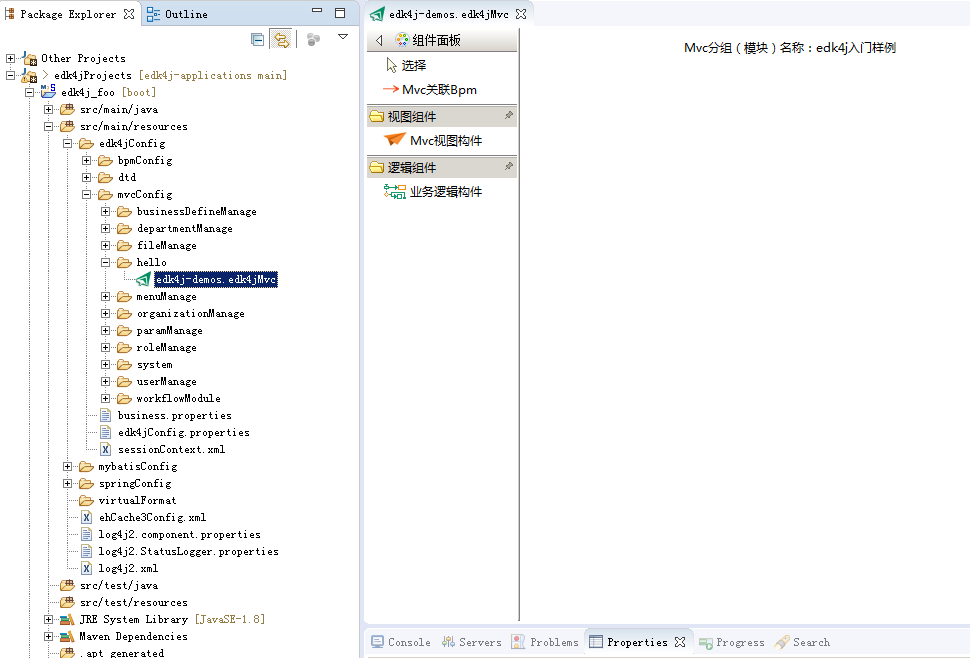 Package Explorer
Outline
Other Projects
edk4jProjects [edk4j-applications main]
edk4j_foo [boot]
src/main/java
src/main/resources
edk4jConfig
bpmConfig
dtd
mvcConfig
businessDefineManage
departmentManage
fileManage
hello
edk4j-demos.edk4jMvc
menuManage
organizationManage
paramManage
roleManage
system
userManage
workflowModule
business.properties
edk4jConfig.properties
sessionContext.xml
mybatisConfig
springConfig
virtualFormat
ehCache3Config.xml
log4j2.component.properties
log4j2.StatusLogger.properties
log4j2.xml
src/test/java
src/test/resources
JRE System Library [JavaSE-1.8]
Maven Dependencies
.apt_generated
edk4j-demos.edk4jMvc
组件面板
选择
Mvc关联Bpm
视图组件
Mvc视图构件
逻辑组件
业务逻辑构件
Mvc分组（模块）名称：edk4j入门样例
Console
Servers
Problems
Properties
Progress
Search